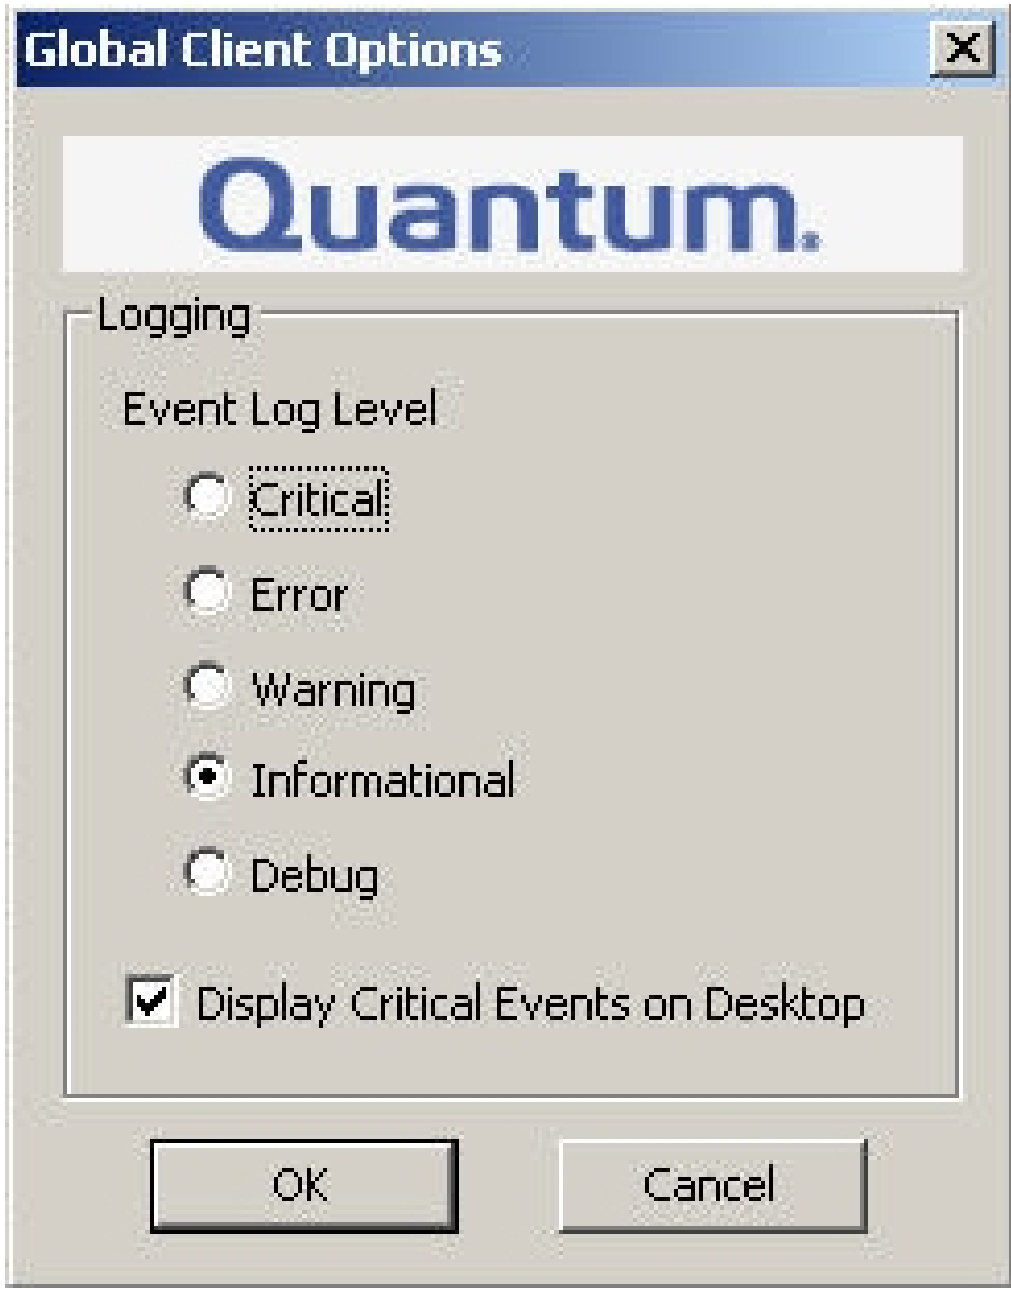 Global Client Options
Quantum.
Logging
Event Log Level
Critical
Error
Warning
Informational
Debug
Display Critical Events on Desktop
OK
Cancel